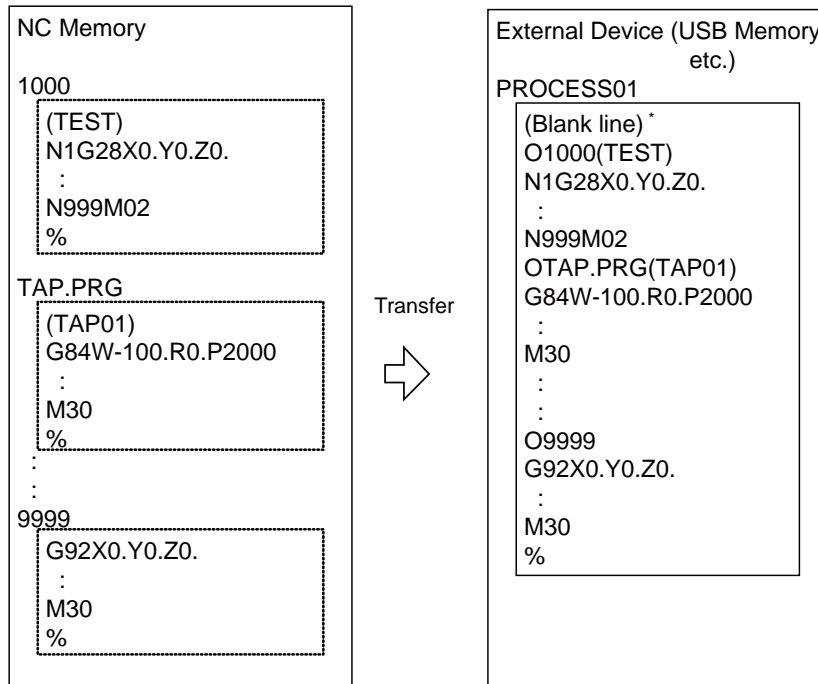 NC Memory
1000
(TEST)
N1G28X0.Y0.Z0.
:
N999M02
%
TAP.PRG
(TAP01)
G84W-100.R0.P2000
:
M30
%
:
:
9999
G92X0.Y0.Z0.
:
M30
%
Transfer
External Device (USB Memory
etc.)
PROCESS01
(Blank line) *
O1000(TEST)
N1G28X0.Y0.Z0.
:
N999M02
OTAP.PRG(TAP01)
G84W-100.R0.P2000
:
M30
:
:
O9999
G92X0.Y0.Z0.
:
M30
%